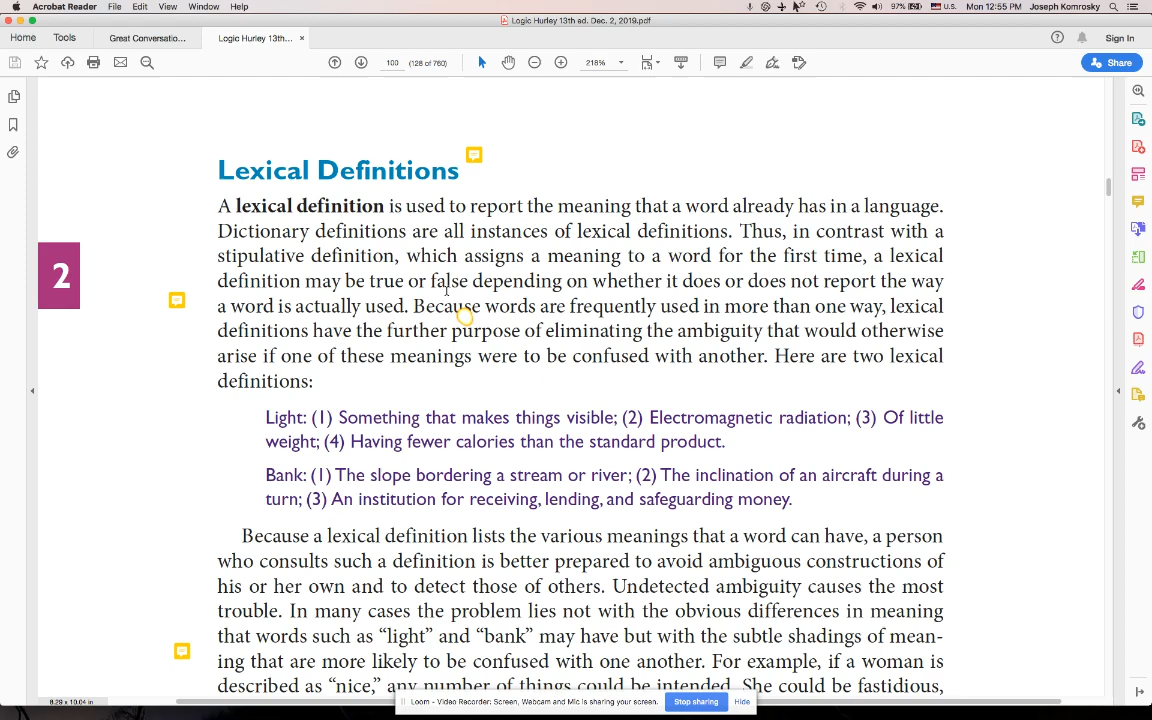 Acrobat Reader File Edit View Window Help 97% U.S. Mon 12:55 PM Joseph Komrosky
Logic Hurley 13th ed. Dec. 2, 2019.pdf
Home Tools Great Conversatio... Logic Hurley 13th... × Sign In
100 (128 of 760) 218% Share
Lexical Definitions
A lexical definition is used to report the meaning that a word already has in a language.
Dictionary definitions are all instances of lexical definitions. Thus, in contrast with a
stipulative definition, which assigns a meaning to a word for the first time, a lexical
2 definition may be true or false depending on whether it does or does not report the way
a word is actually used. Because words are frequently used in more than one way, lexical
definitions have the further purpose of eliminating the ambiguity that would otherwise
arise if one of these meanings were to be confused with another. Here are two lexical
definitions:
Light: (1) Something that makes things visible; (2) Electromagnetic radiation; (3) Of little
weight; (4) Having fewer calories than the standard product.
Bank: (1) The slope bordering a stream or river; (2) The inclination of an aircraft during a
turn; (3) An institution for receiving, lending, and safeguarding money.
Because a lexical definition lists the various meanings that a word can have, a person
who consults such a definition is better prepared to avoid ambiguous constructions of
his or her own and to detect those of others. Undetected ambiguity causes the most
trouble. In many cases the problem lies not with the obvious differences in meaning
that words such as “light” and “bank” may have but with the subtle shadings of mean-
ing that are more likely to be confused with one another. For example, if a woman is
described as “nice,” any number of things could be intended. She could be fastidious,
8.29 x 10.04 in Loom - Video Recorder: Screen, Webcam and Mic is sharing your screen. Stop sharing Hide